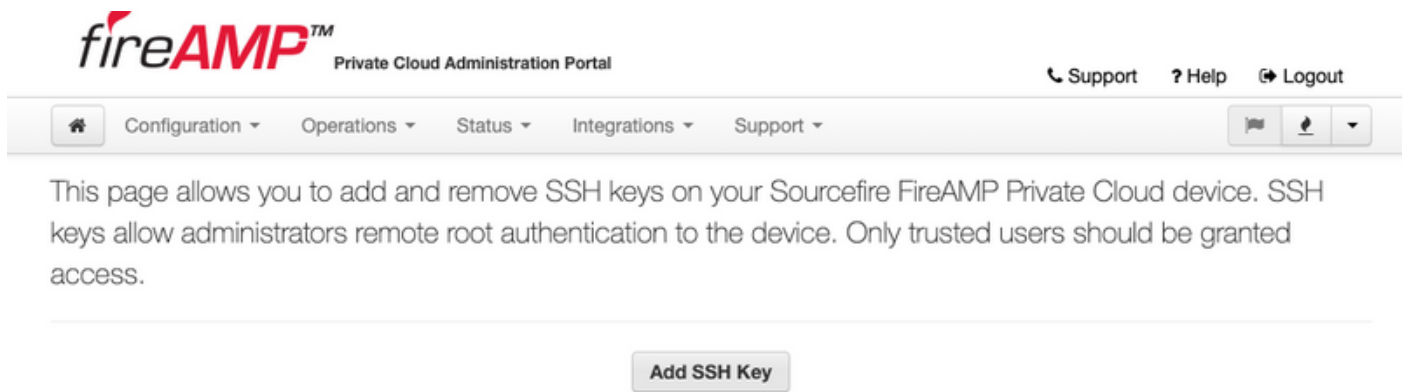 fireAMP™ Private Cloud Administration Portal
Support ? Help Logout
Configuration Operations Status Integrations Support
This page allows you to add and remove SSH keys on your Sourcefire FireAMP Private Cloud device. SSH
keys allow administrators remote root authentication to the device. Only trusted users should be granted
access.
Add SSH Key